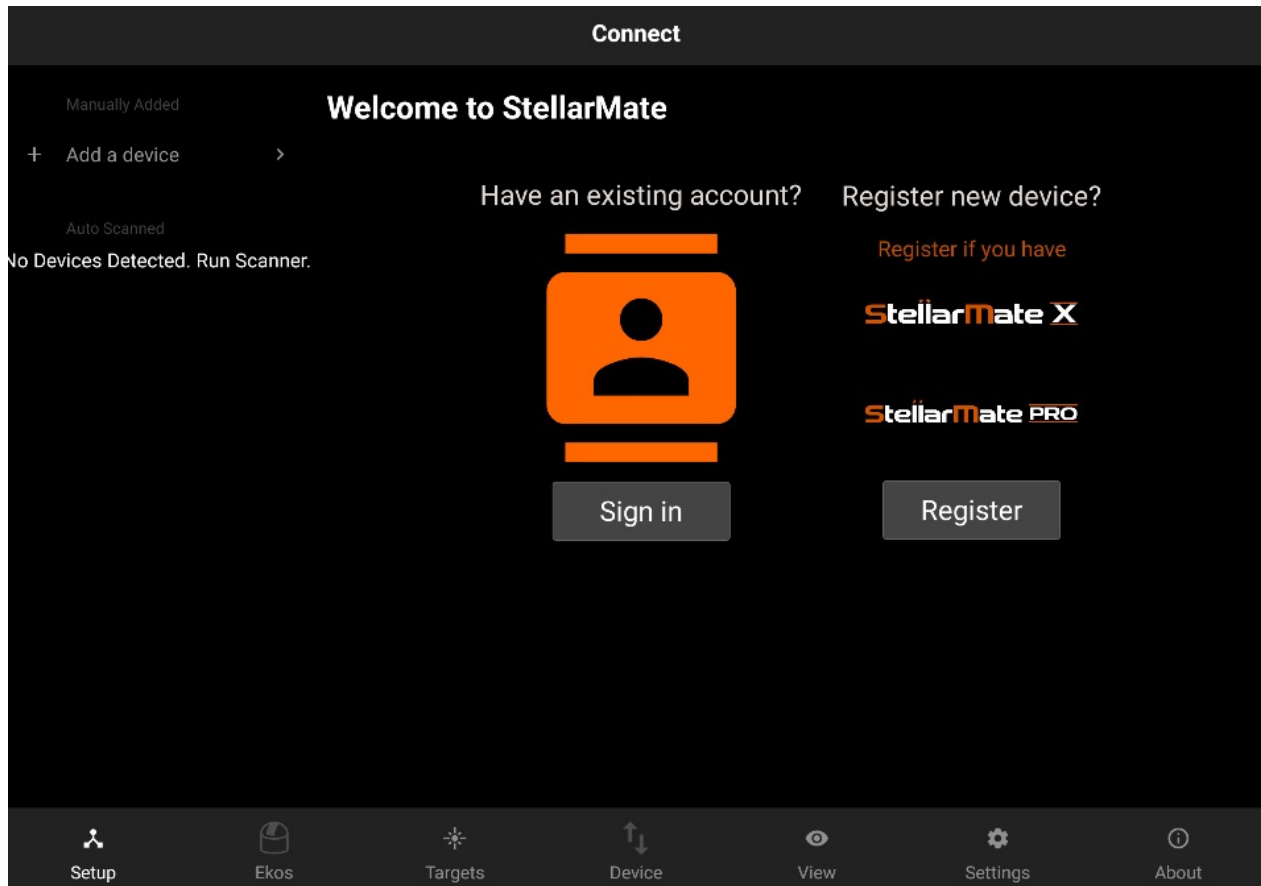 Connect
Manually Added
+ Add a device >
Auto Scanned
No Devices Detected. Run Scanner.
Welcome to StellarMate
Have an existing account?
Sign in
Register new device?
Register if you have
StellarMate X
StellarMate PRO
Register
Setup
Ekos
Targets
Device
View
Settings
About